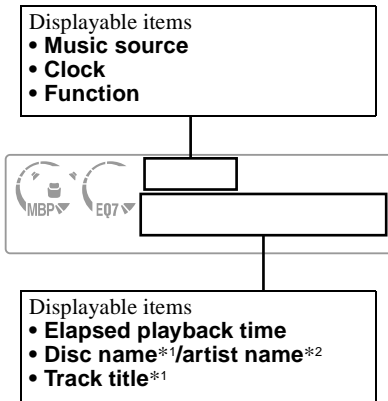 Displayable items
• Music source
• Clock
• Function
MBP EQ7
Displayable items
• Elapsed playback time
• Disc name*1/artist name*2
• Track title*1